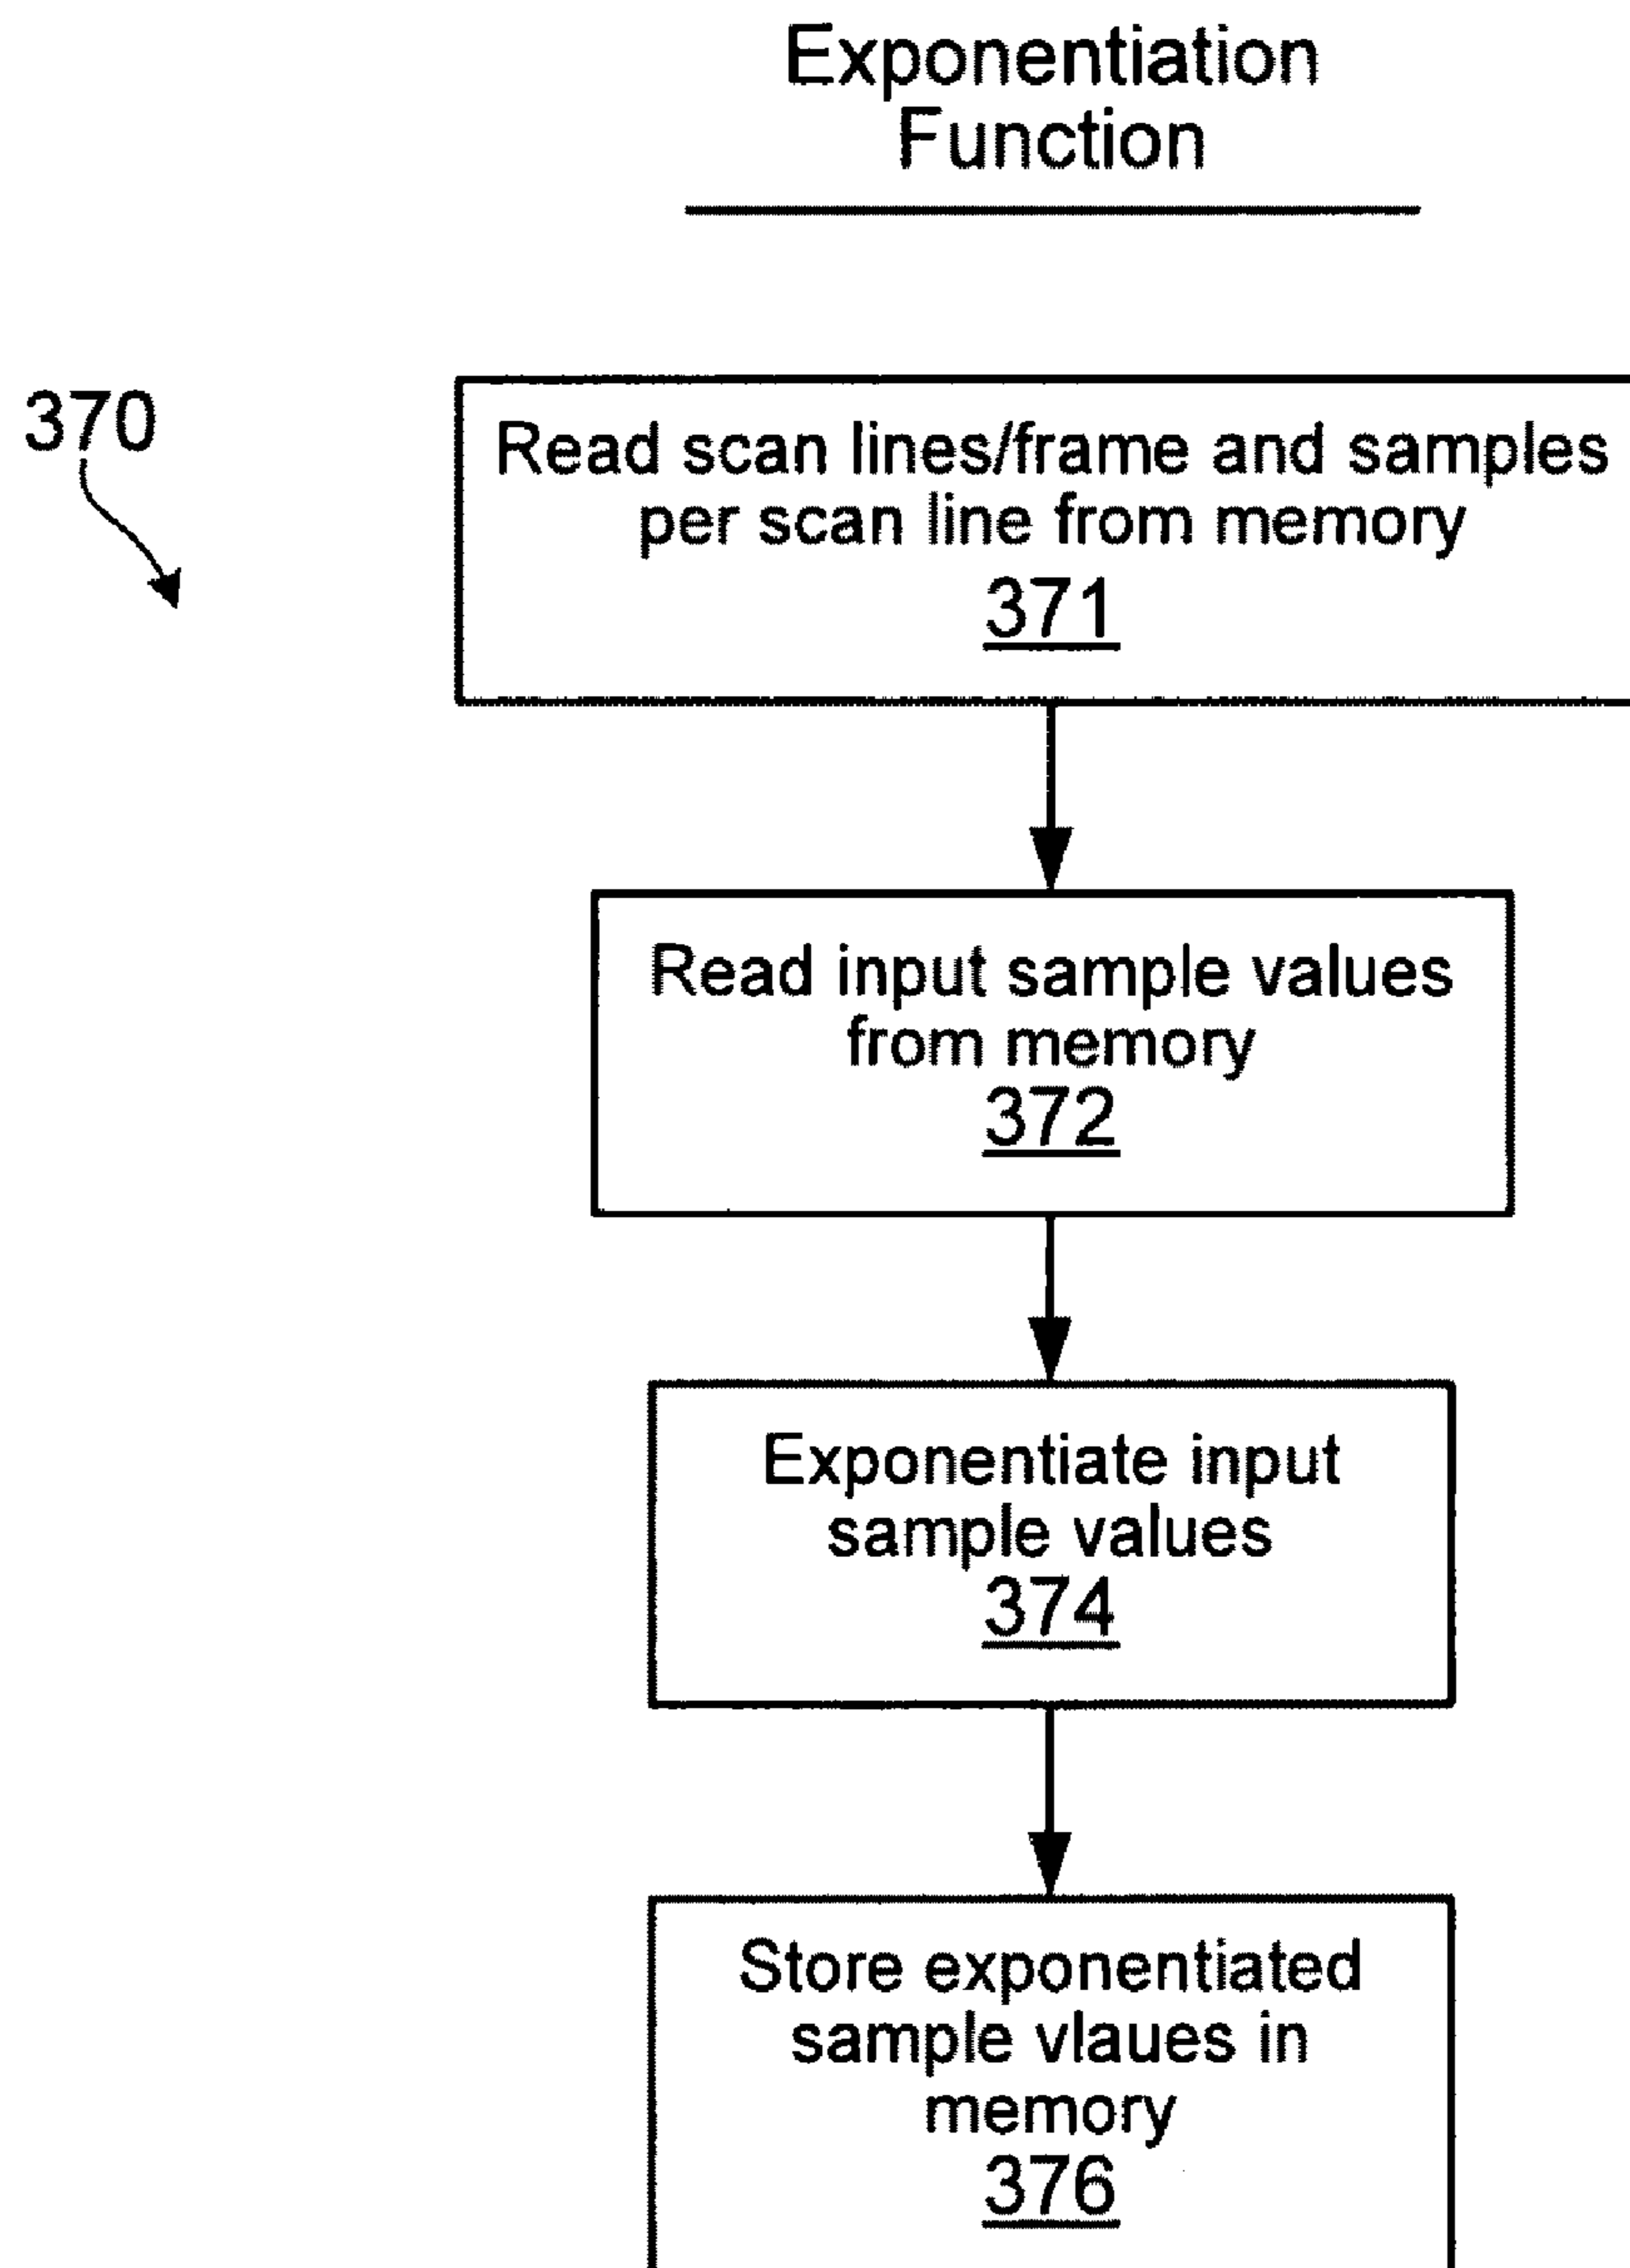 Exponentiation
Function
370
Read scan lines/frame and samples
per scan line from memory
371
Read input sample values
from memory
372
Exponentiate input
sample values
374
Store exponentiated
sample vlaues in
memory
376